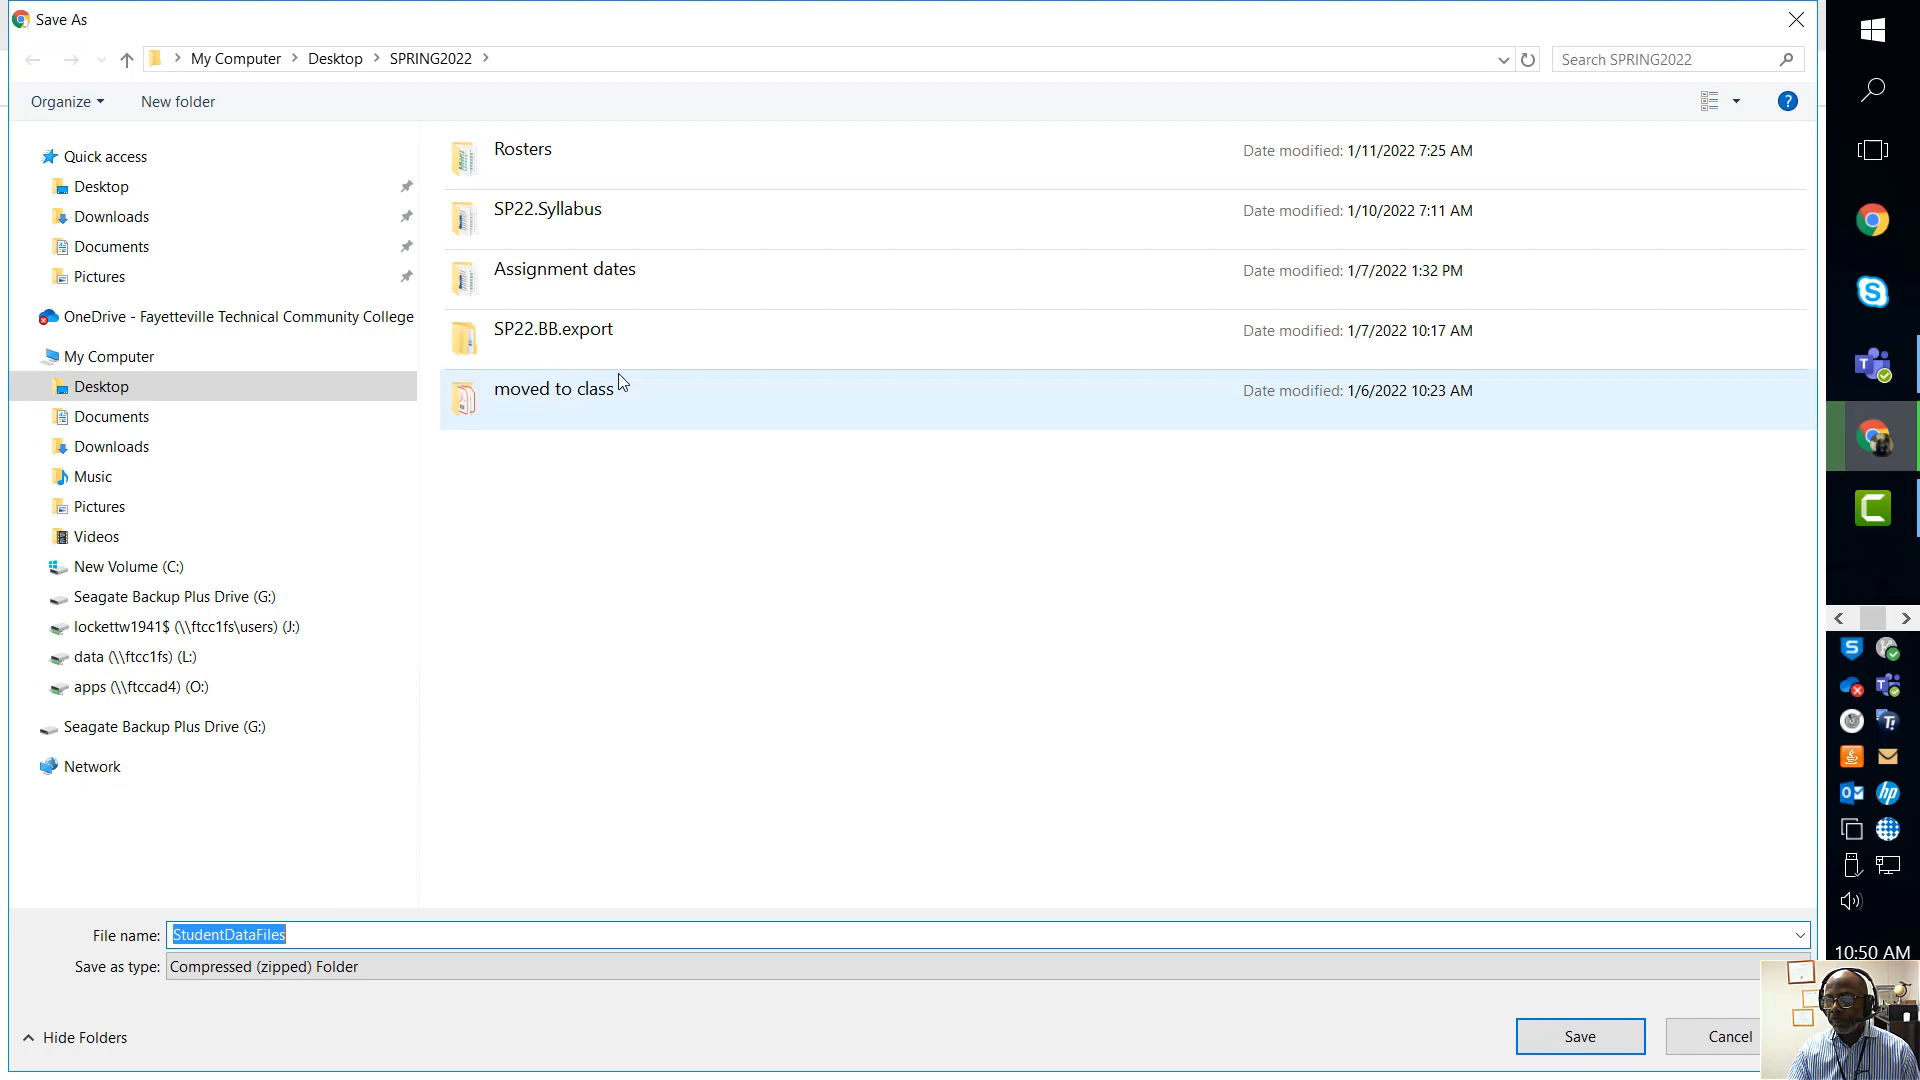 Save As
My Computer Desktop SPRING2022
Search SPRING2022
Organize
New folder
?
Quick access
Desktop
Downloads
Documents
Pictures
OneDrive - Fayetteville Technical Community College
My Computer
Desktop
Documents
Downloads
Music
Pictures
Videos
New Volume (C:)
Seagate Backup Plus Drive (G:)
lockettw1941$ (\\ftcc1fs\users) (J:)
data (\\ftcc1fs) (L:)
apps (\\ftccad4) (O:)
Seagate Backup Plus Drive (G:)
Network
Rosters
Date modified: 1/11/2022 7:25 AM
SP22.Syllabus
Date modified: 1/10/2022 7:11 AM
Assignment dates
Date modified: 1/7/2022 1:32 PM
SP22.BB.export
Date modified: 1/7/2022 10:17 AM
moved to class
Date modified: 1/6/2022 10:23 AM
File name: StudentDataFiles
Save as type: Compressed (zipped) Folder
Hide Folders
Save
Cancel
10:50 AM